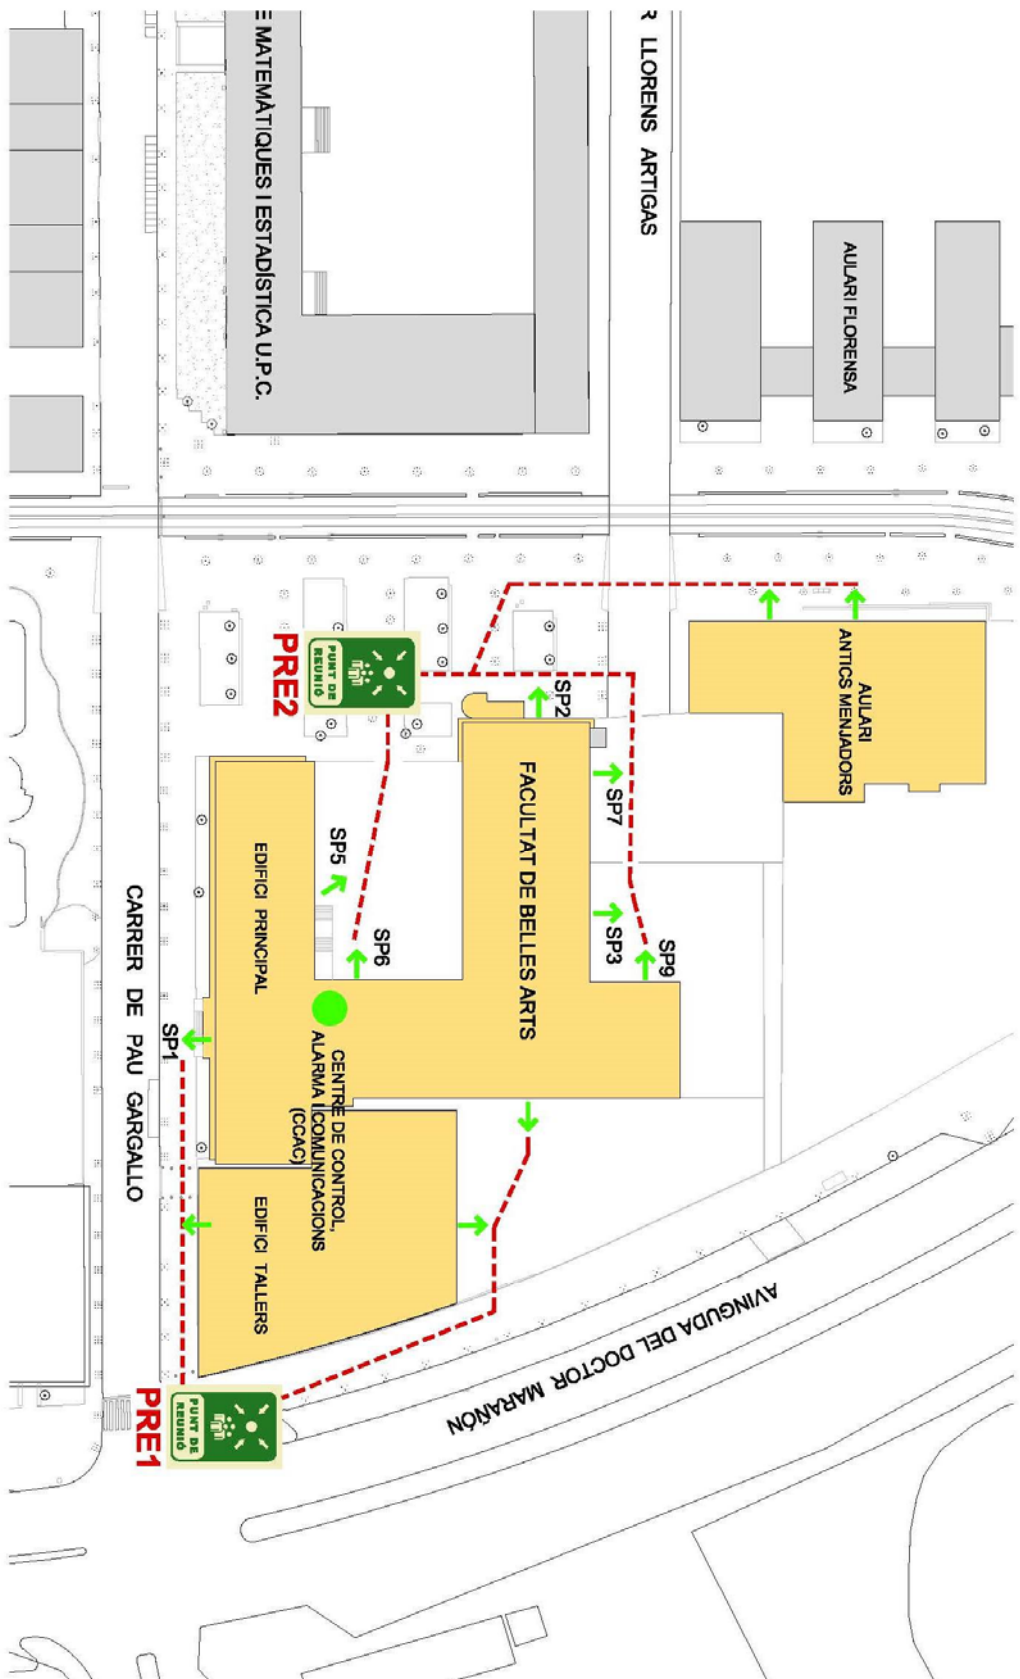 E MATEMÀTIQUES I ESTADÍSTICA U.P.C.
R LLORENS ARTIGAS
AULARI FLORENSA
AULARI
ANTICS MENJADORS
PUNT DE
REUNIÓ
PRE2
SP2
SP7
FACULTAT DE BELLES ARTS
SP3
SP9
SP5
SP6
EDIFICI PRINCIPAL
CENTRE DE CONTROL,
ALARMA I COMUNICACIONS
(CCAC)
SP1
CARRER DE PAU GARGALLO
EDIFICI TALLERS
AVINGUDA DEL DOCTOR MARAÑÓN
PUNT DE
REUNIÓ
PRE1